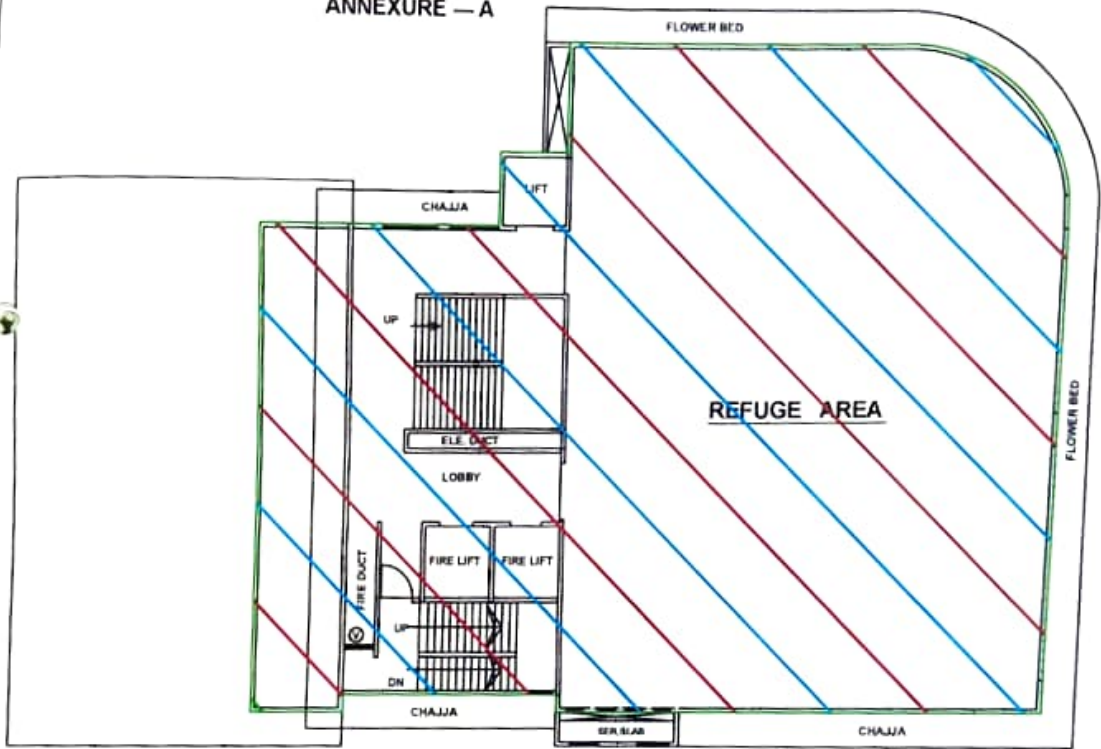 ANNEXURE — A
FLOWER BED
LIFT
CHAJJA
UP
REFUGE AREA
FLOWER BED
ELE. DUCT
LOBBY
FIRE DUCT
FIRE LIFT
FIRE LIFT
UP
DN
CHAJJA
SER.SLAB
CHAJJA